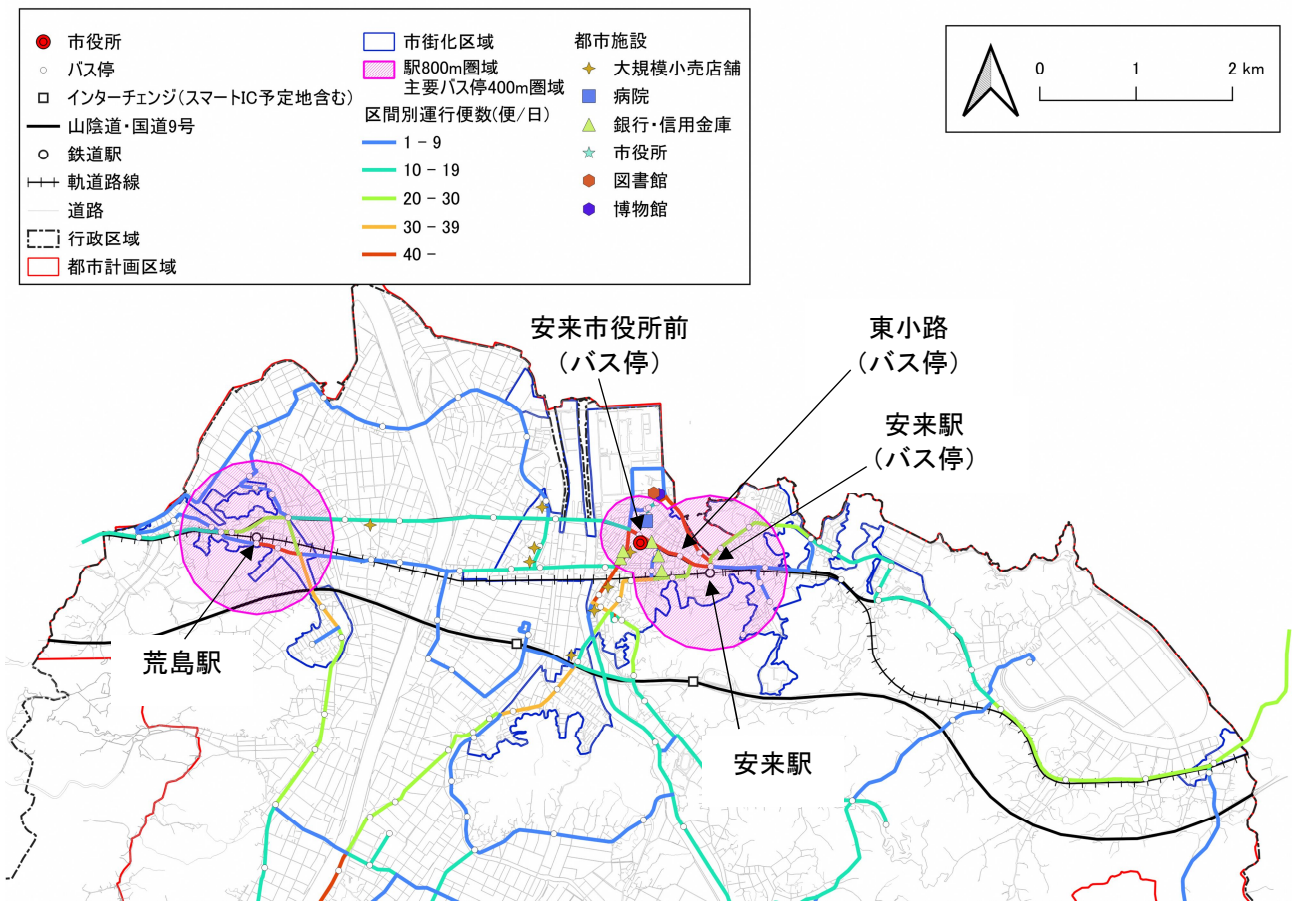 市役所
バス停
インターチェンジ(スマートIC予定地含む)
山陰道・国道9号
鉄道駅
軌道路線
道路
行政区域
都市計画区域
市街化区域
駅800m圏域
主要バス停400m圏域
区間別運行便数(便/日)
1 - 9
10 - 19
20 - 30
30 - 39
40 -
都市施設
大規模小売店舗
病院
銀行・信用金庫
市役所
図書館
博物館
0 1 2 km
安来市役所前
(バス停)
東小路
(バス停)
安来駅
(バス停)
荒島駅
安来駅